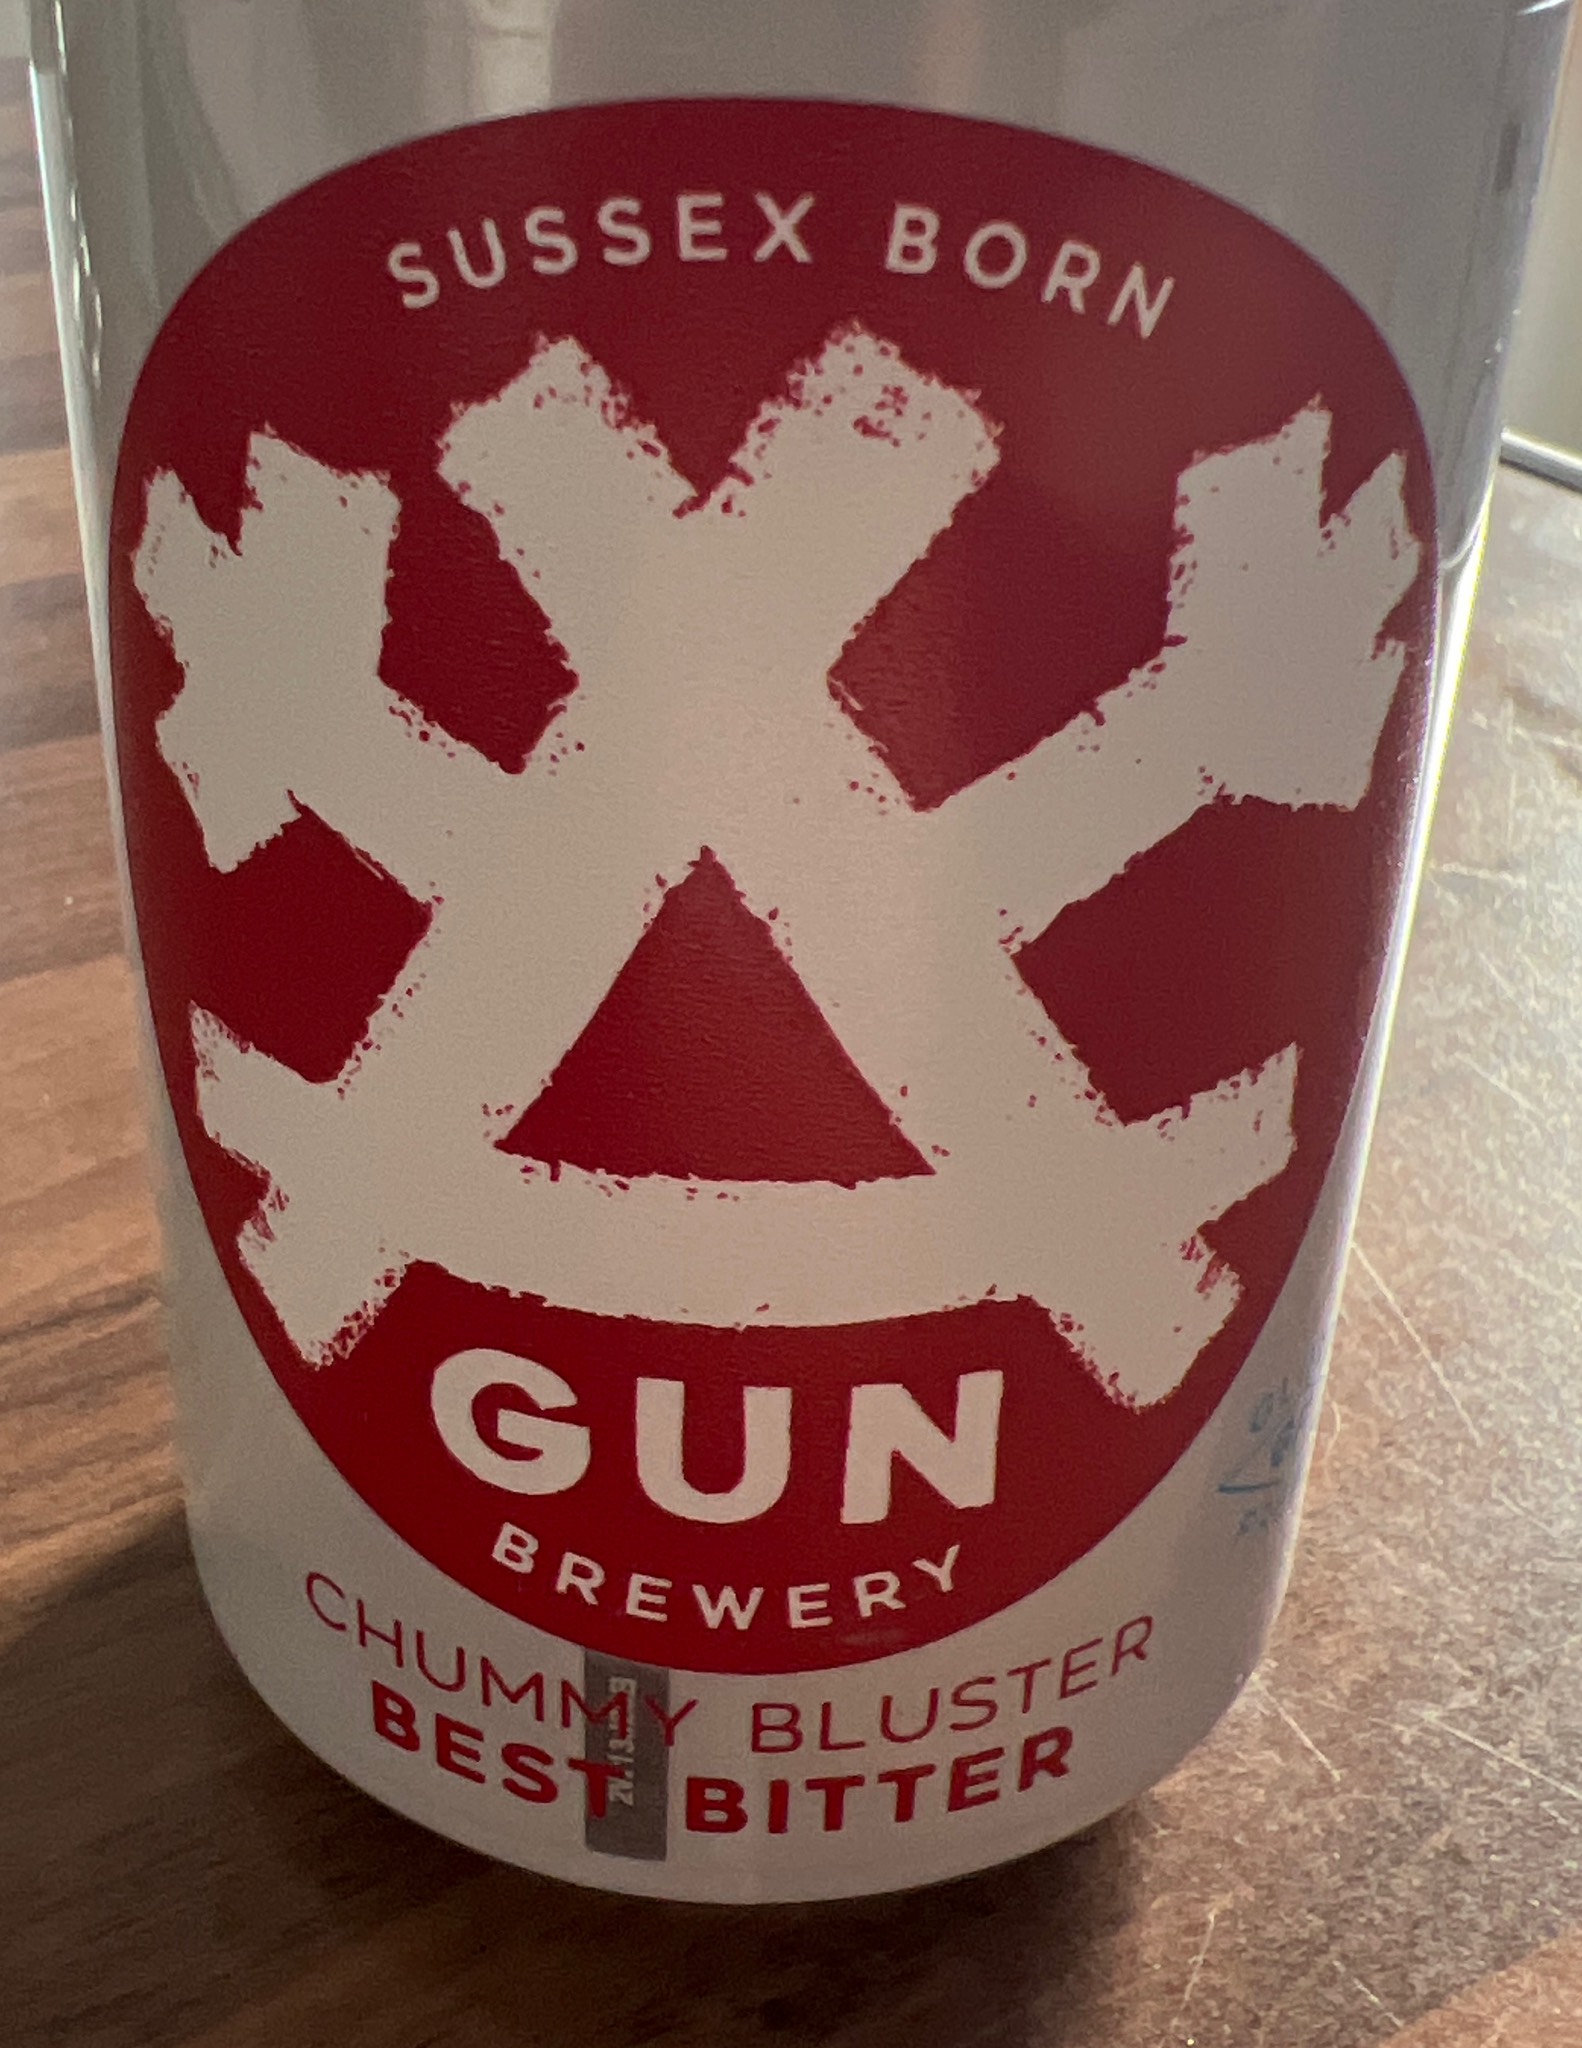 SUSSEX BORN
GUN
BREWERY
CHUMMY BLUSTER
BEST BITTER